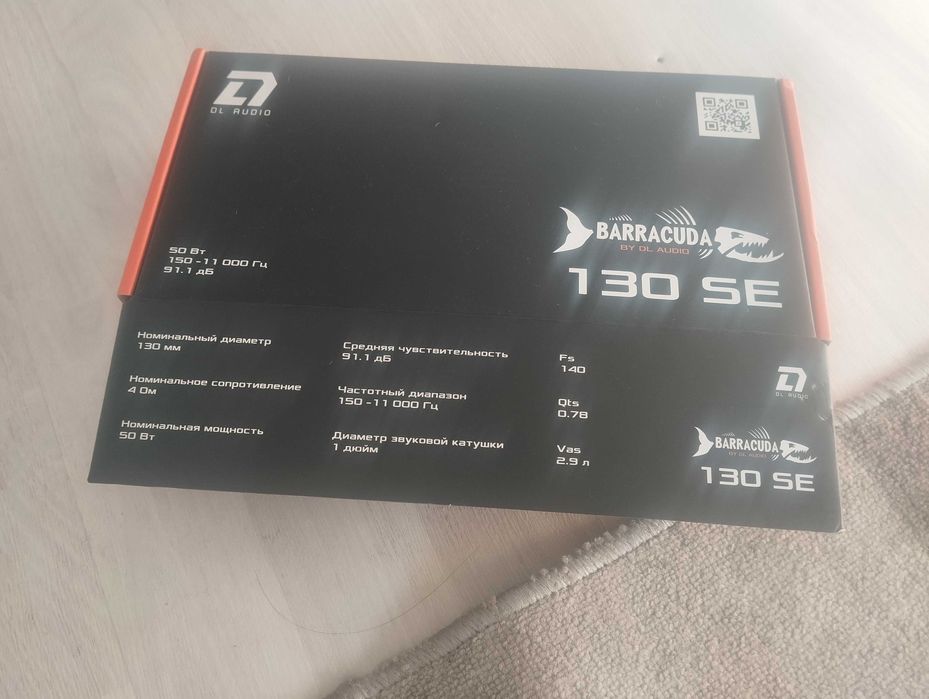 DL AUDIO
50 Вт
150 -11 000 Гц
91.1 дБ
BARRACUDA
BY DL AUDIO
130 SE
Номинальный диаметр
130 мм
Номинальное сопротивление
4 Ом
Номинальная мощность
50 Вт
Средняя чувствительность
91.1 дБ
Частотный диапазон
150 -11 000 Гц
Диаметр звуковой катушки
1 дюйм
Fs
140
Qts
0.78
Vas
2.9 л
DL AUDIO
BARRACUDA
BY DL AUDIO
130 SE